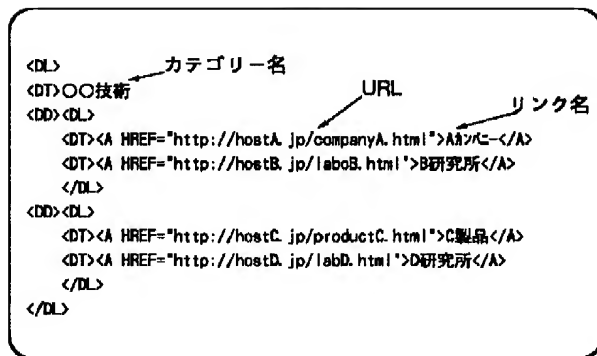 <DL>
カテゴリー名
<DT>○○技術
URL
<DD><DL>
リンク名
<DT><A HREF="http://hostA.jp/companyA.html">Aカンパニー</A>
<DT><A HREF="http://hostB.jp/laboB.html">B研究所</A>
</DL>
<DD><DL>
<DT><A HREF="http://hostC.jp/productC.html">C製品</A>
<DT><A HREF="http://hostD.jp/labD.html">D研究所</A>
</DL>
</DL>